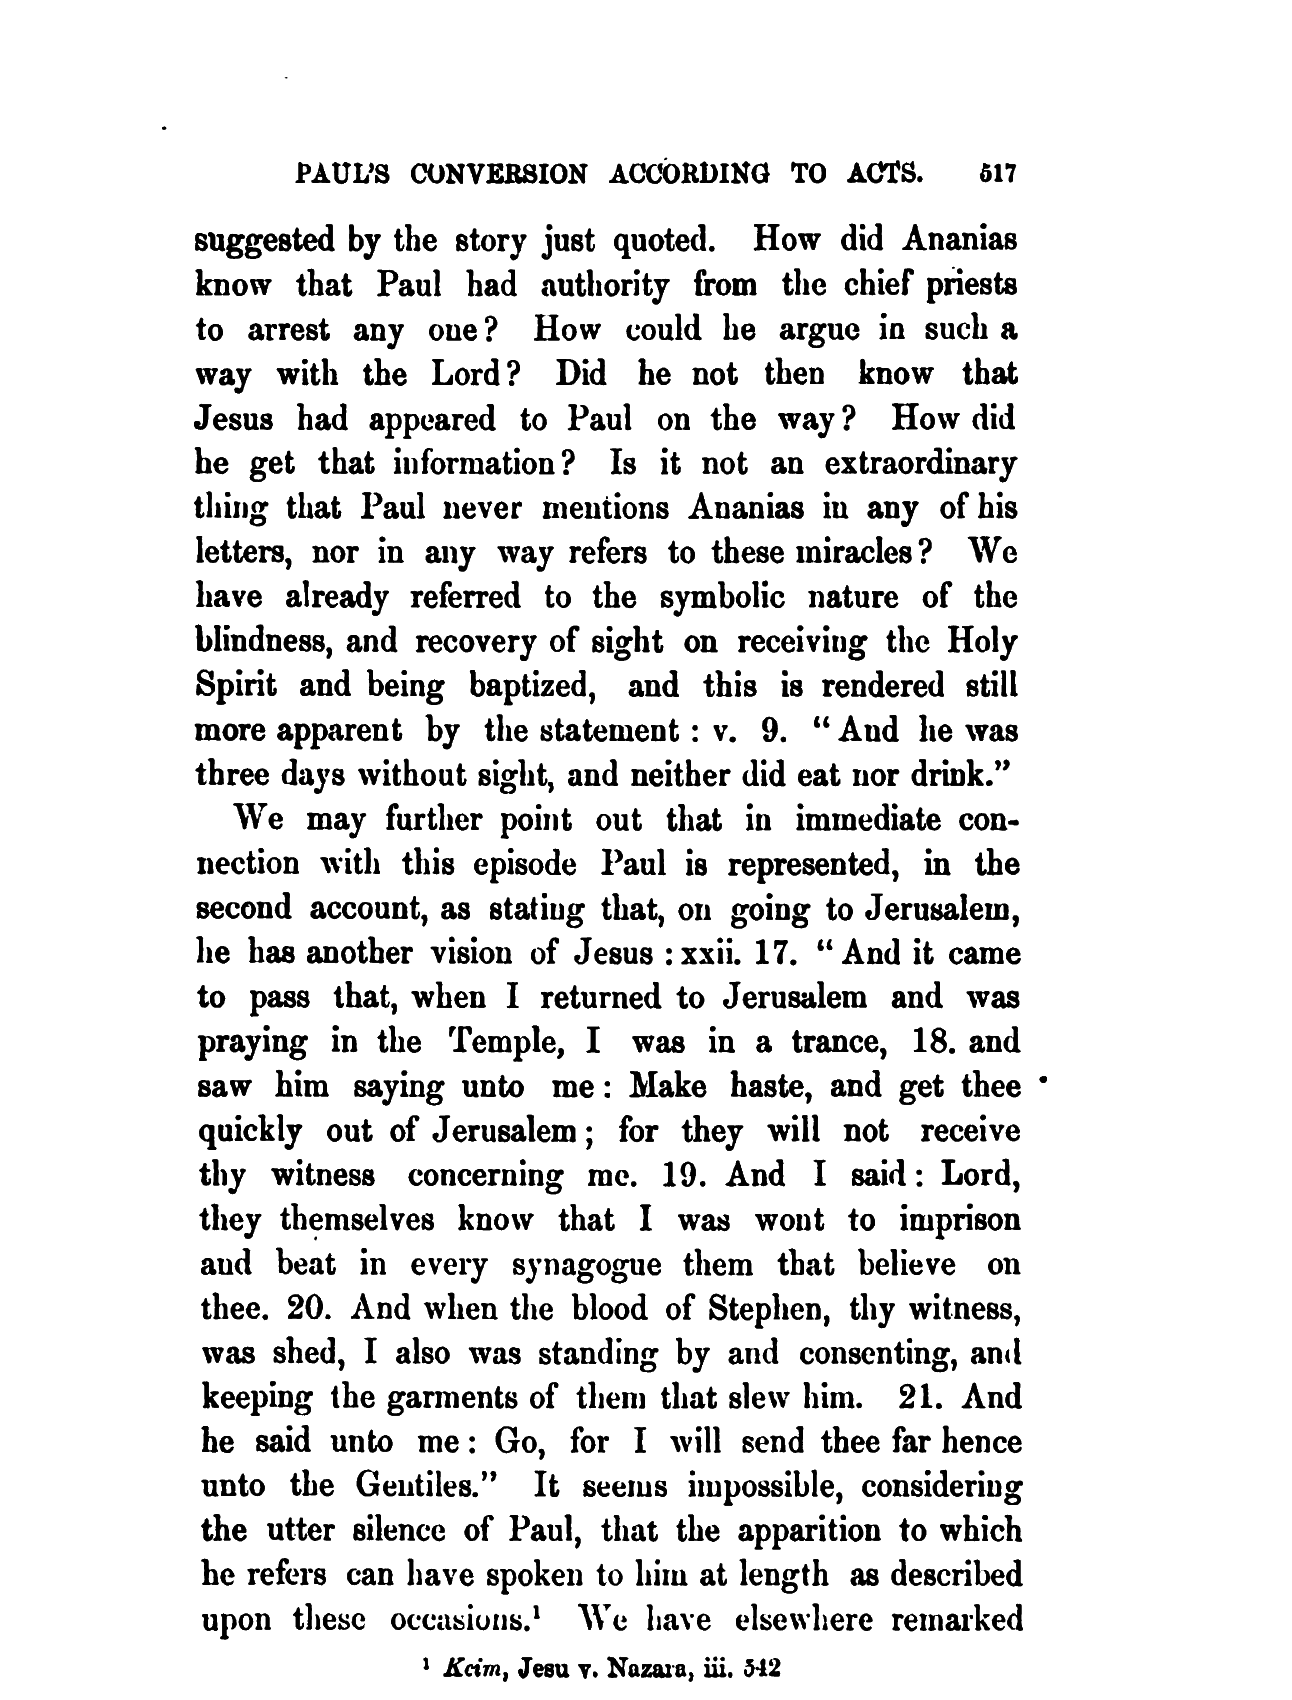 PAUL'S CONVERSION ACCORDING TO ACTS. 517
suggested by the story just quoted. How did Ananias
know that Paul had authority from the chief priests
to arrest any one? How could he argue in such a
way with the Lord? Did he not then know that
Jesus had appeared to Paul on the way? How did
he get that information? Is it not an extraordinary
thing that Paul never mentions Ananias in any of his
letters, nor in any way refers to these miracles? We
have already referred to the symbolic nature of the
blindness, and recovery of sight on receiving the Holy
Spirit and being baptized, and this is rendered still
more apparent by the statement : v. 9. “ And he was
three days without sight, and neither did eat nor drink.”
We may further point out that in immediate con-
nection with this episode Paul is represented, in the
second account, as stating that, on going to Jerusalem,
he has another vision of Jesus : xxii. 17. “ And it came
to pass that, when I returned to Jerusalem and was
praying in the Temple, I was in a trance, 18. and
saw him saying unto me : Make haste, and get thee
quickly out of Jerusalem ; for they will not receive
thy witness concerning me. 19. And I said : Lord,
they themselves know that I was wont to imprison
and beat in every synagogue them that believe on
thee. 20. And when the blood of Stephen, thy witness,
was shed, I also was standing by and consenting, and
keeping the garments of them that slew him. 21. And
he said unto me : Go, for I will send thee far hence
unto the Gentiles.” It seems impossible, considering
the utter silence of Paul, that the apparition to which
he refers can have spoken to him at length as described
upon these occasions.¹ We have elsewhere remarked
¹ Keim, Jesu v. Nazara, iii. 542